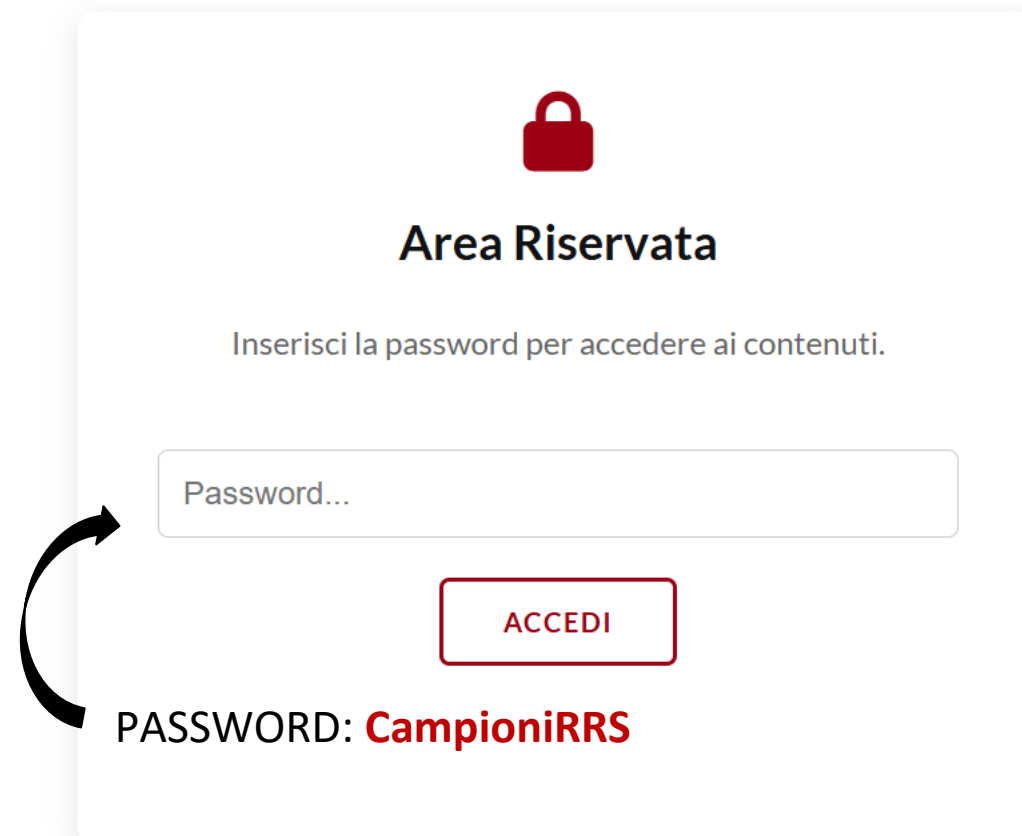 Area Riservata
Inserisci la password per accedere ai contenuti.
Password...
ACCEDI
PASSWORD: CampioniRRS